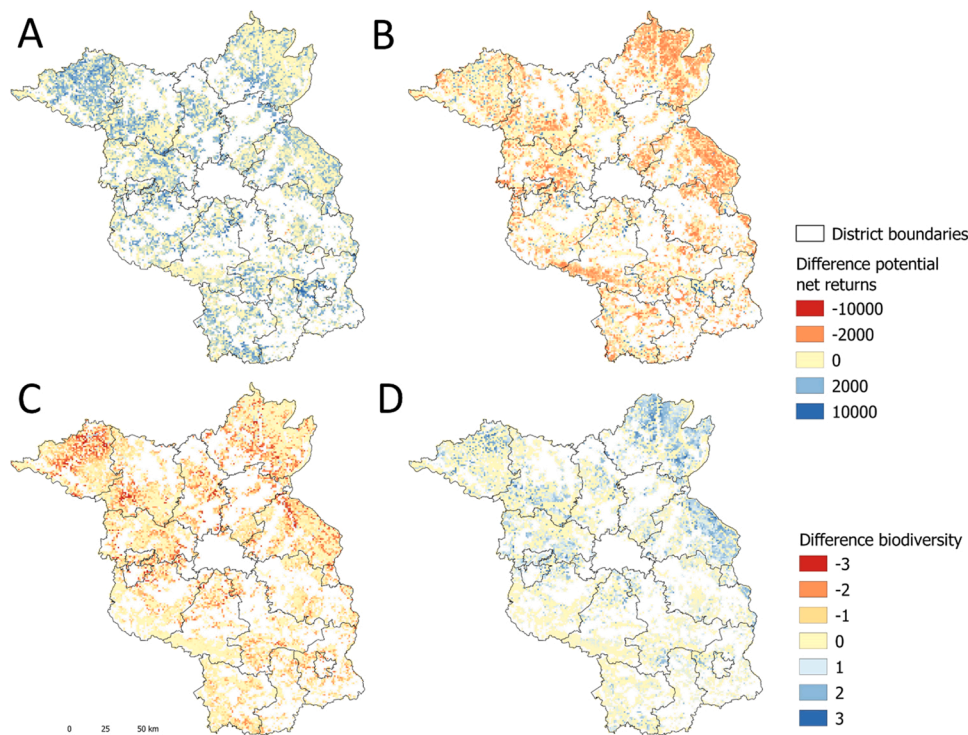 A
B
District boundaries
Difference potential
net returns
-10000
-2000
0
2000
10000
C
D
Difference biodiversity
-3
-2
-1
0
1
2
3
0 25 50 km